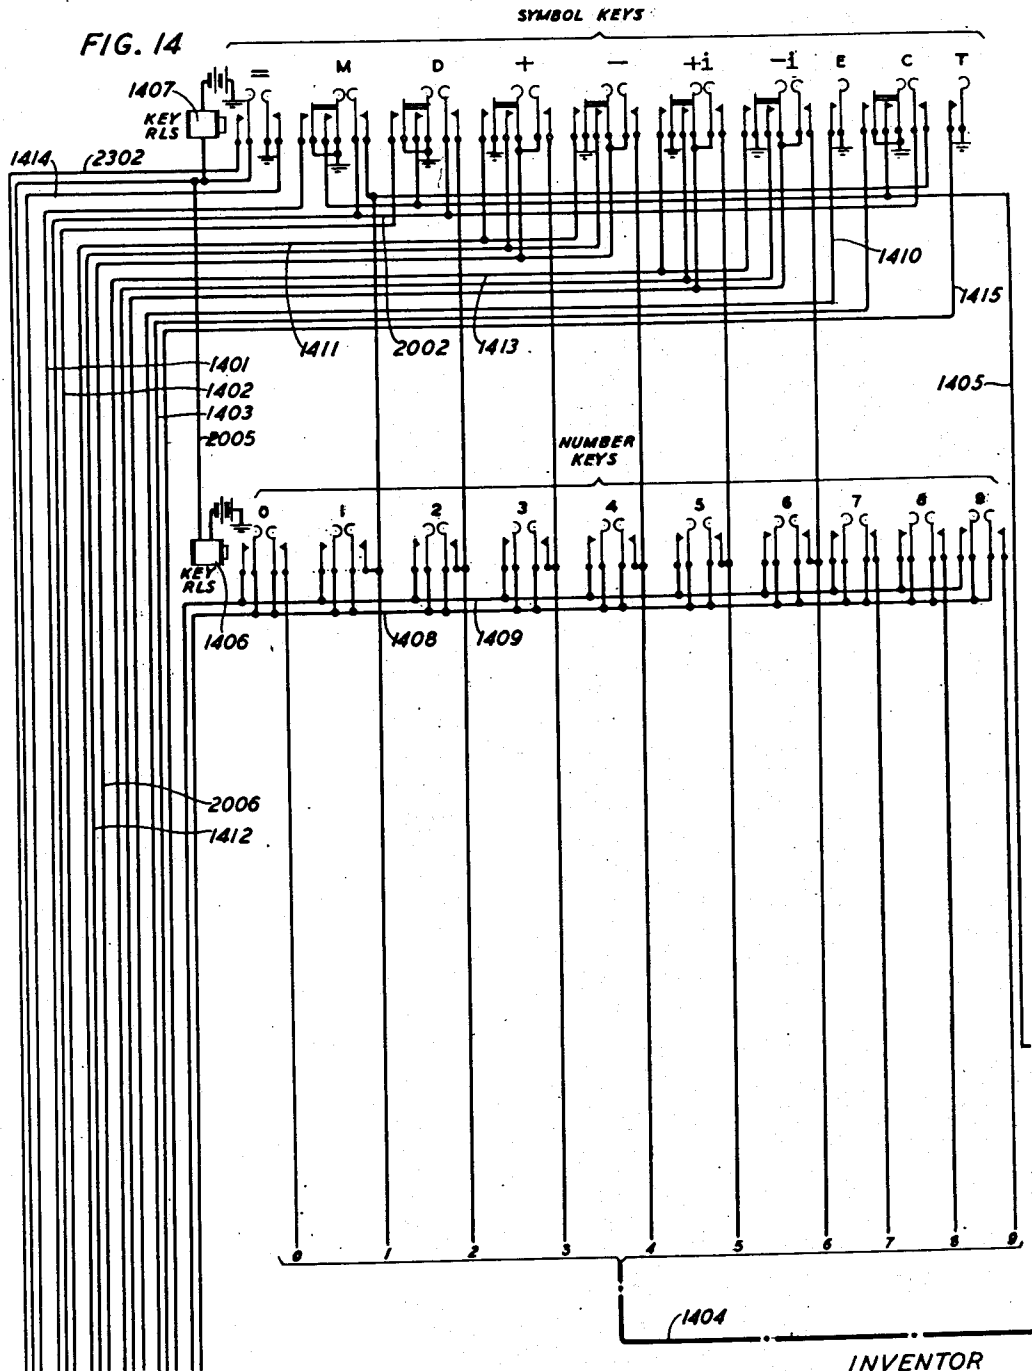 SYMBOL KEYS
FIG. 14
= M D + − +i −i E C T
1407
KEY
RLS
1414 2302
1410
1415
1411 2002 1413
1401
1402
1403
2005
1405
NUMBER
KEYS
0 1 2 3 4 5 6 7 8 9
KEY
RLS
1406 1408 1409
2006
1412
0 1 2 3 4 5 6 7 8 9
1404
INVENTOR